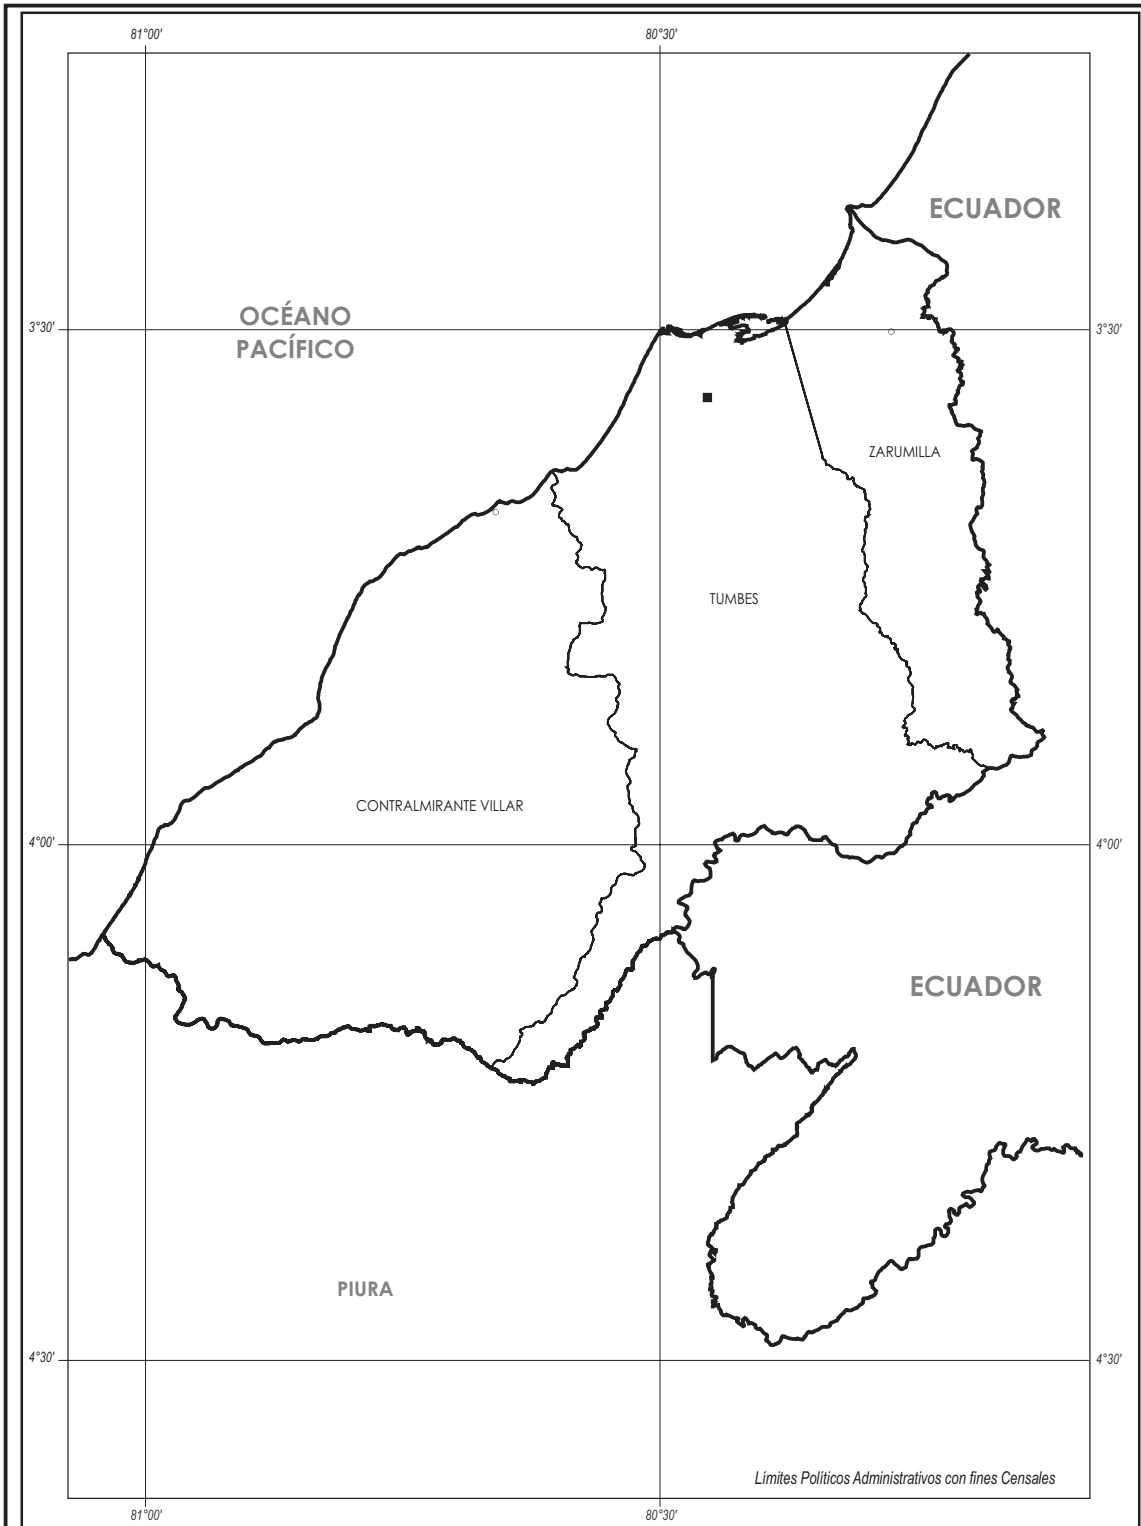 81°00'
80°30'
ECUADOR
OCÉANO
PACÍFICO
3°30'
3°30'
ZARUMILLA
TUMBES
CONTRALMIRANTE VILLAR
4°00'
4°00'
ECUADOR
PIURA
4°30'
4°30'
Límites Políticos Administrativos con fines Censales
81°00'
80°30'